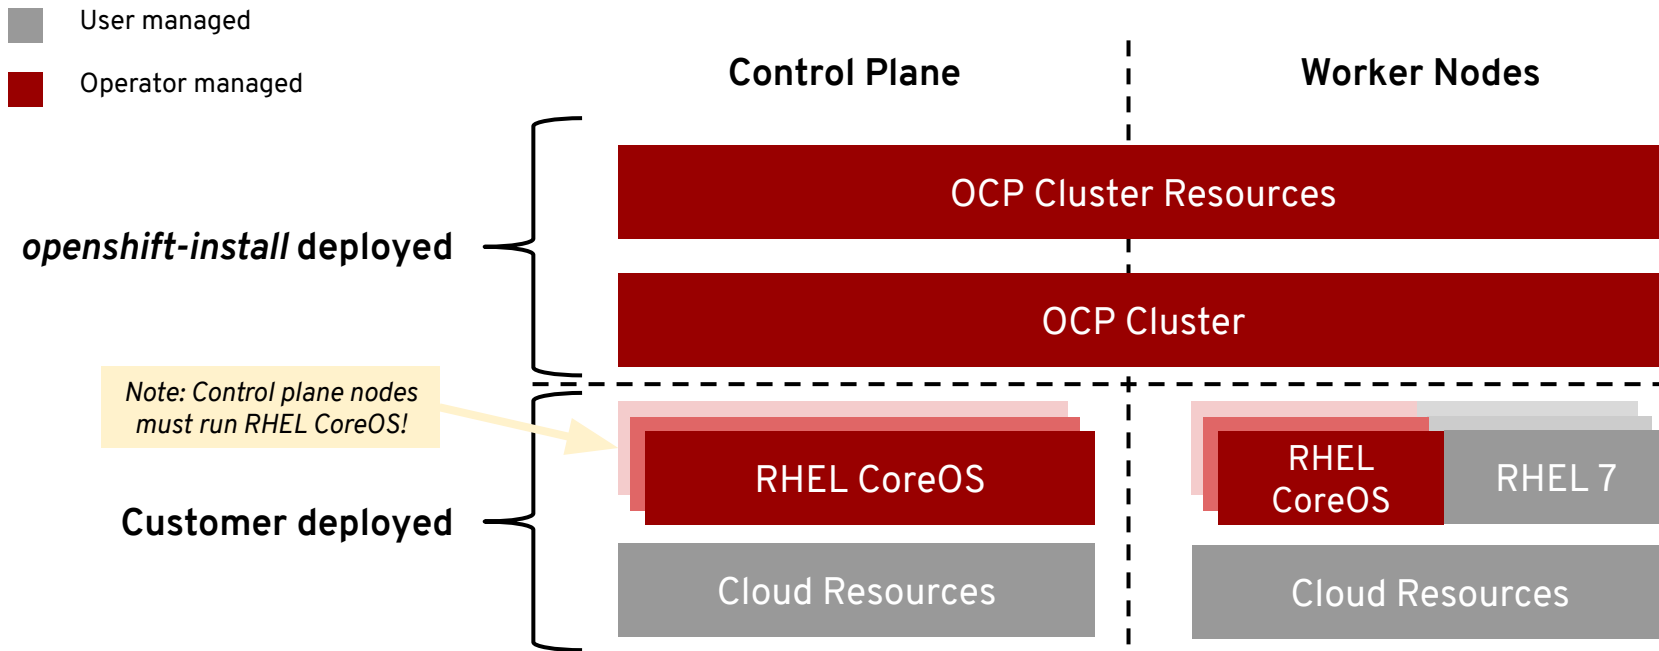 User managed
Operator managed
Control Plane
Worker Nodes
OCP Cluster Resources
openshift-install deployed
OCP Cluster
Note: Control plane nodes
must run RHEL CoreOS!
RHEL CoreOS
RHEL
CoreOS
RHEL 7
Customer deployed
Cloud Resources
Cloud Resources